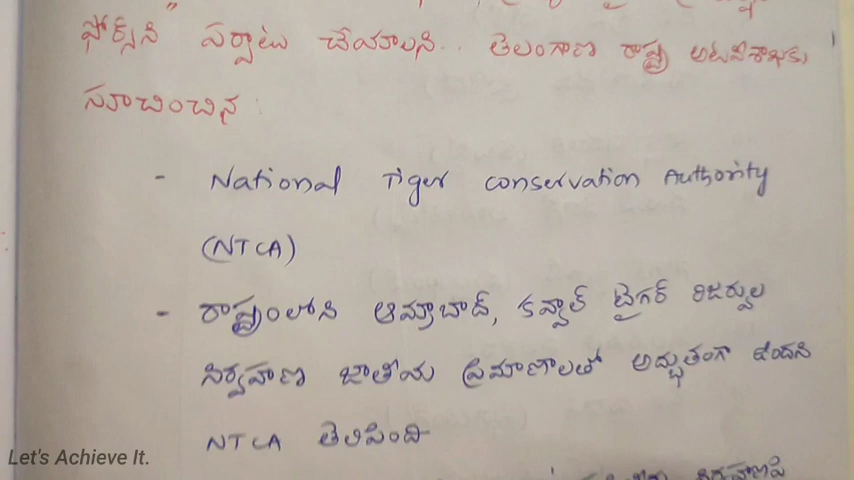 ఫోర్స్‌ని" ఏర్పాటు చేయాలని.. తెలంగాణ రాష్ట్ర అటవీశాఖకు
సూచించిన :
- National Tiger Conservation Authority
(NTCA)
- రాష్ట్రంలోని ఆమ్రాబాద్, కవ్వాల్ టైగర్ రిజర్వుల
నిర్వహణ జాతీయ ప్రమాణాలతో అద్భుతంగా ఉందని
NTCA తెలిపింది
Let's Achieve It.